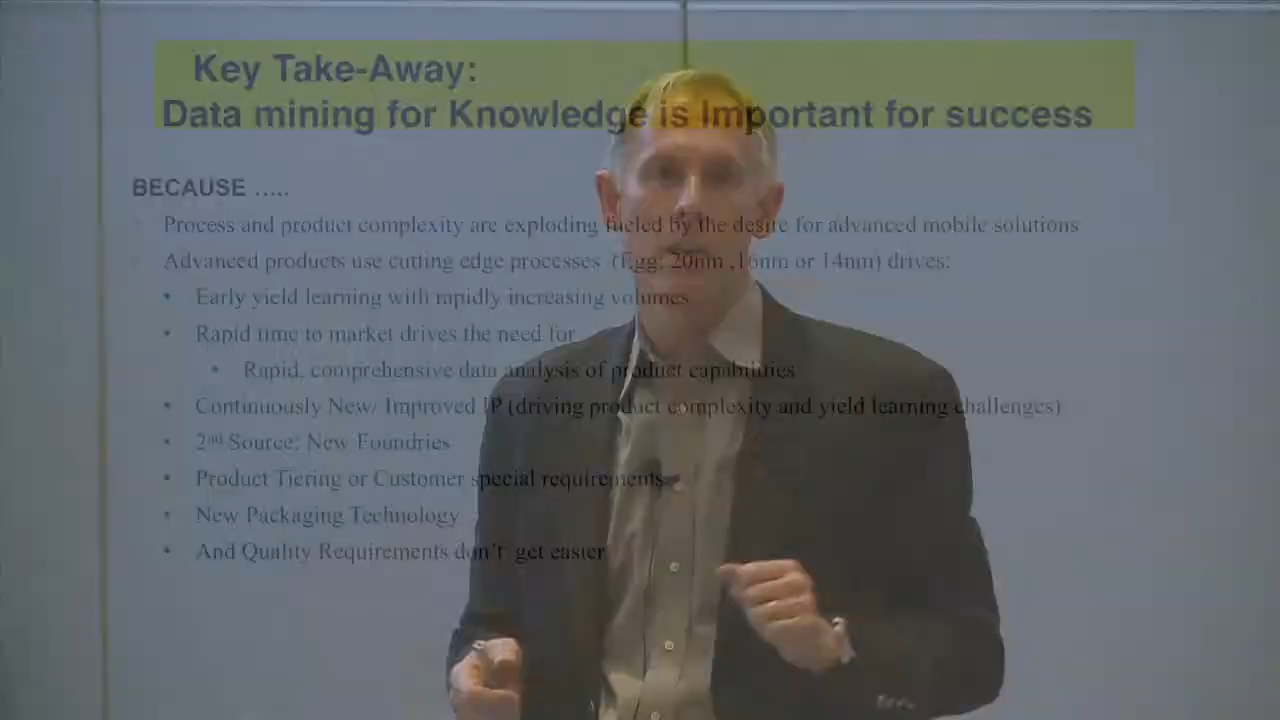 Key Take-Away:
Data mining for Knowledge is Important for success
BECAUSE …..
Process and product complexity are exploding fueled by the desire for advanced mobile solutions
Advanced products use cutting edge processes (Egg: 20nm ,16nm or 14nm) drives:
• Early yield learning with rapidly increasing volumes
• Rapid time to market drives the need for
• Rapid, comprehensive data analysis of product capabilities
• Continuously New/ Improved IP (driving product complexity and yield learning challenges)
• 2nd Source; New Foundries
• Product Tiering or Customer special requirements
• New Packaging Technology
• And Quality Requirements don't get easier